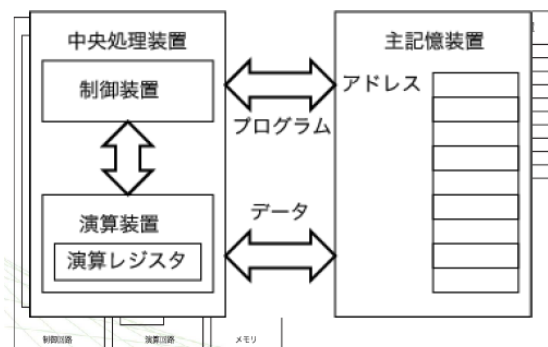 中央処理装置
主記憶装置
制御装置
アドレス
プログラム
演算装置
データ
演算レジスタ
制御回路
演算回路
メモリ